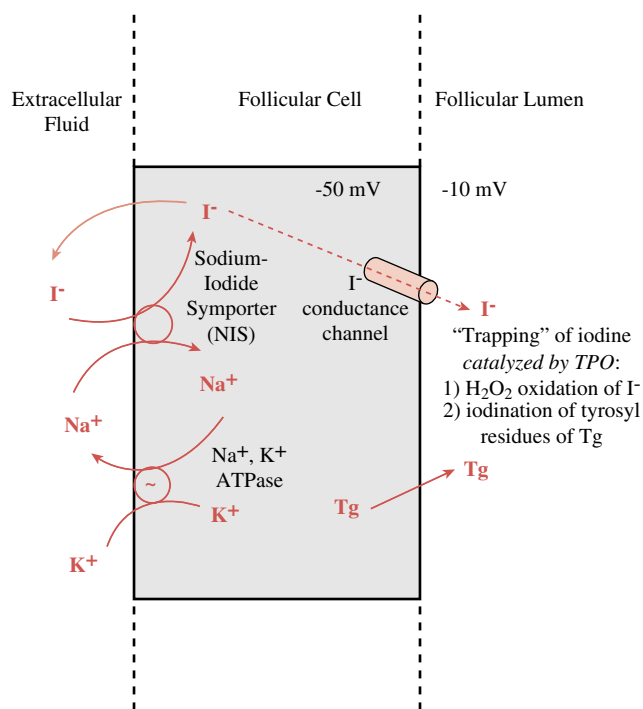 Extracellular
Fluid
Follicular Cell
Follicular Lumen
-50 mV
-10 mV
I⁻
I⁻
Sodium-
Iodide
Symporter
(NIS)
I⁻
conductance
channel
I⁻
“Trapping” of iodine
catalyzed by TPO:
1) H₂O₂ oxidation of I⁻
2) iodination of tyrosyl
residues of Tg
Na⁺
Na⁺
Na⁺, K⁺
ATPase
~
K⁺
K⁺
Tg
Tg